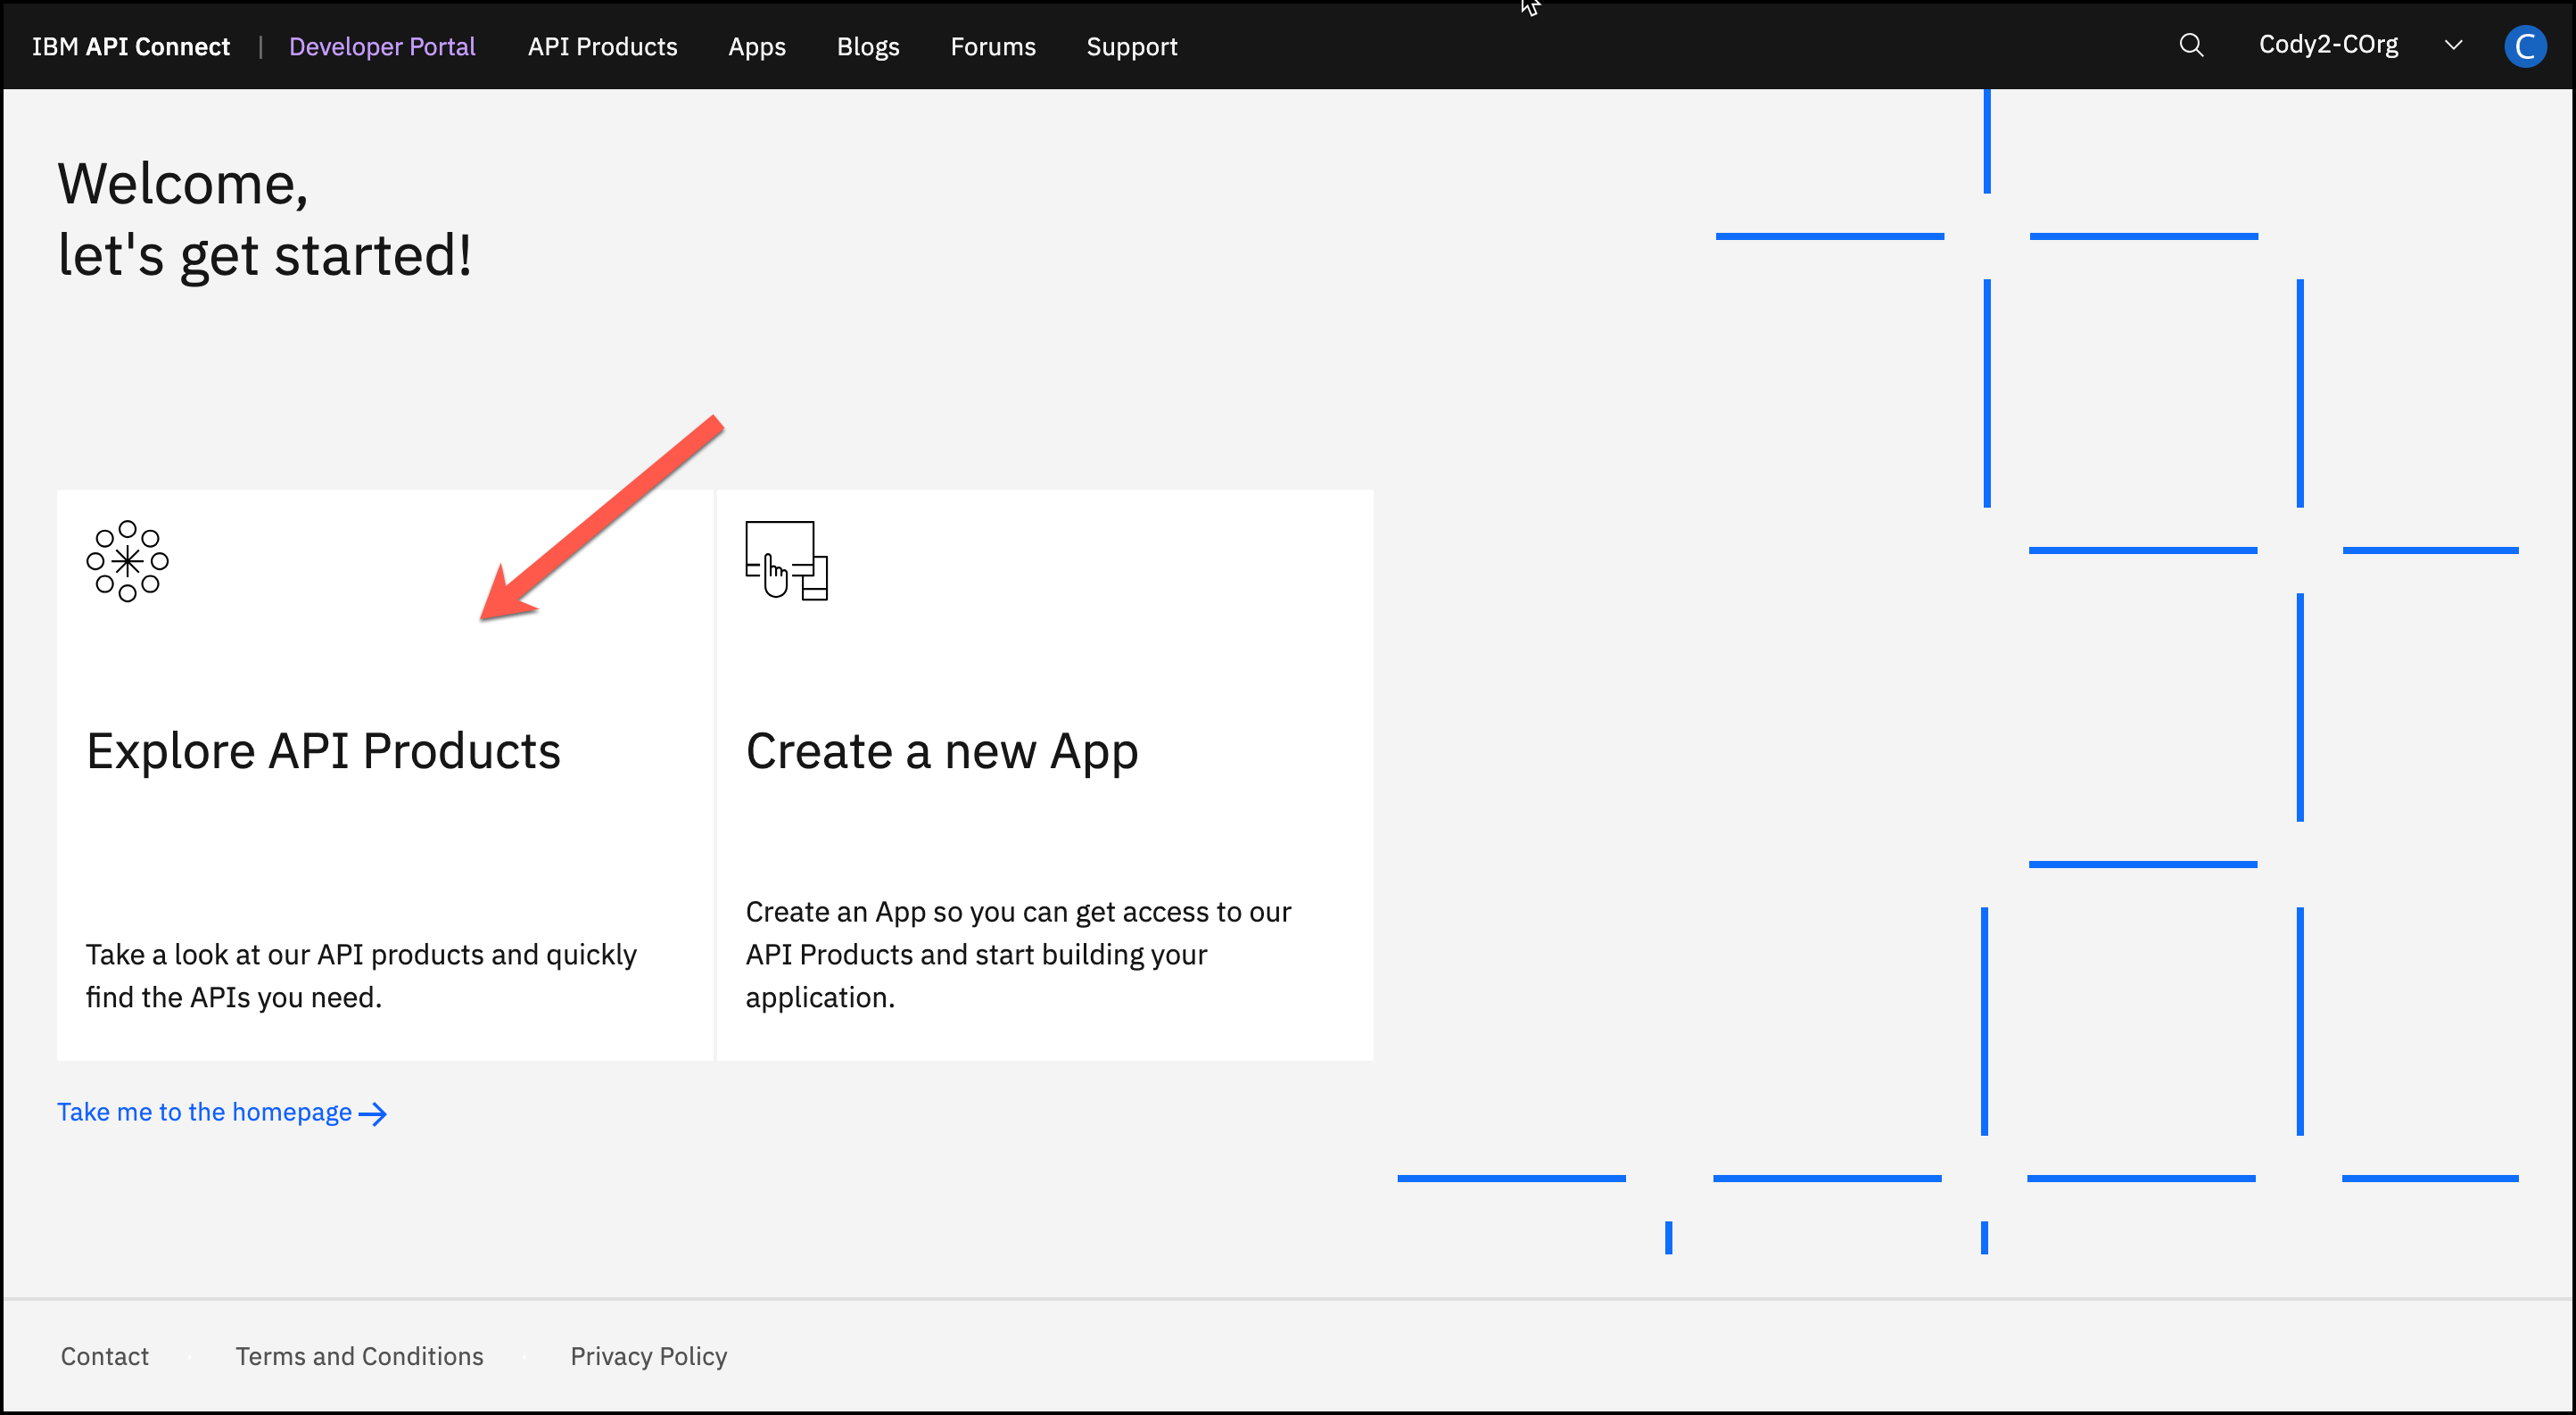 IBM API Connect | Developer Portal API Products Apps Blogs Forums Support Cody2-COrg C
Welcome,
let's get started!
Explore API Products
Take a look at our API products and quickly
find the APIs you need.
Create a new App
Create an App so you can get access to our
API Products and start building your
application.
Take me to the homepage
Contact Terms and Conditions Privacy Policy